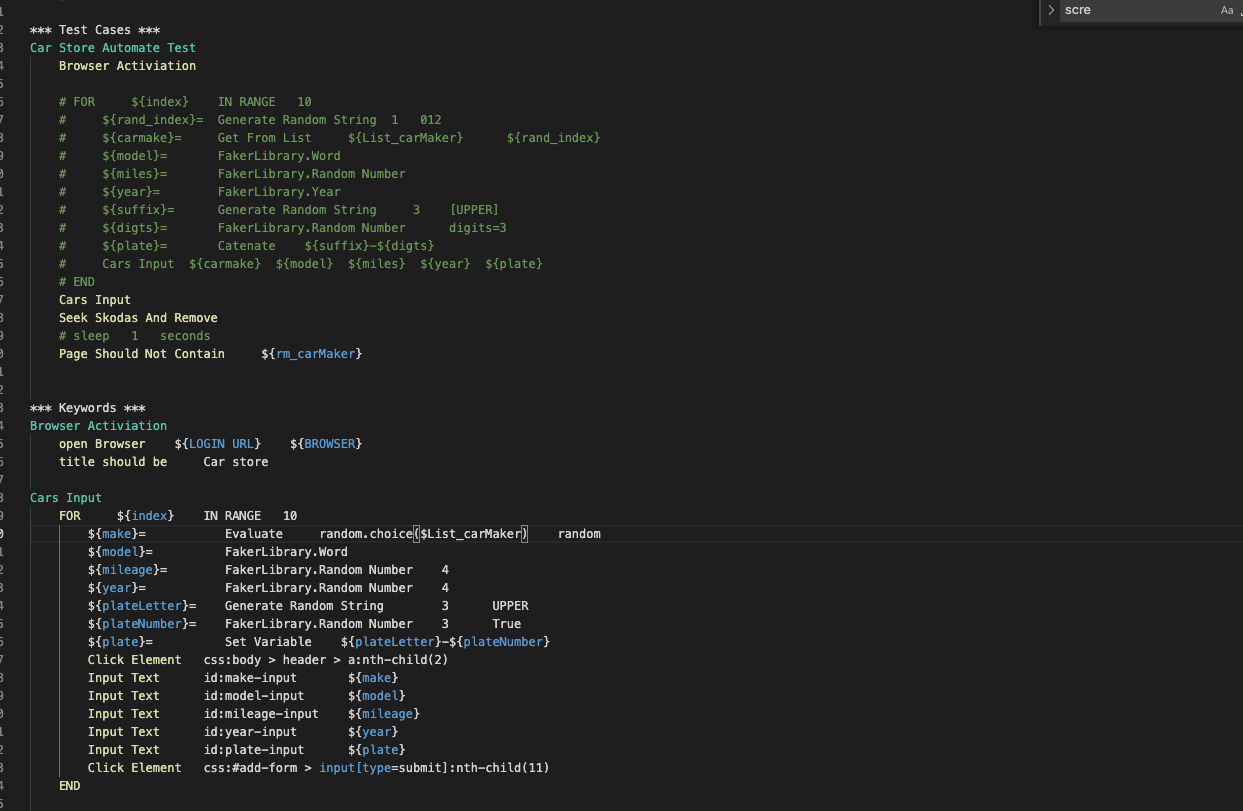 scre
Aa
*** Test Cases ***
Car Store Automate Test
    Browser Activiation
    # FOR     ${index}    IN RANGE   10
    #     ${rand_index}=  Generate Random String  1   012
    #     ${carmake}=     Get From List     ${List_carMaker}      ${rand_index}
    #     ${model}=       FakerLibrary.Word
    #     ${miles}=       FakerLibrary.Random Number
    #     ${year}=        FakerLibrary.Year
    #     ${suffix}=      Generate Random String     3    [UPPER]
    #     ${digts}=       FakerLibrary.Random Number      digits=3
    #     ${plate}=       Catenate    ${suffix}-${digts}
    #     Cars Input  ${carmake}  ${model}  ${miles}  ${year}  ${plate}
    # END
    Cars Input
    Seek Skodas And Remove
    # sleep   1   seconds
    Page Should Not Contain     ${rm_carMaker}
*** Keywords ***
Browser Activiation
    open Browser    ${LOGIN URL}    ${BROWSER}
    title should be     Car store
Cars Input
    FOR     ${index}    IN RANGE   10
        ${make}=           Evaluate     random.choice($List_carMaker)    random
        ${model}=          FakerLibrary.Word
        ${mileage}=        FakerLibrary.Random Number    4
        ${year}=           FakerLibrary.Random Number    4
        ${plateLetter}=    Generate Random String        3      UPPER
        ${plateNumber}=    FakerLibrary.Random Number    3      True
        ${plate}=          Set Variable    ${plateLetter}-${plateNumber}
        Click Element   css:body > header > a:nth-child(2)
        Input Text      id:make-input       ${make}
        Input Text      id:model-input      ${model}
        Input Text      id:mileage-input    ${mileage}
        Input Text      id:year-input       ${year}
        Input Text      id:plate-input      ${plate}
        Click Element   css:#add-form > input[type=submit]:nth-child(11)
    END